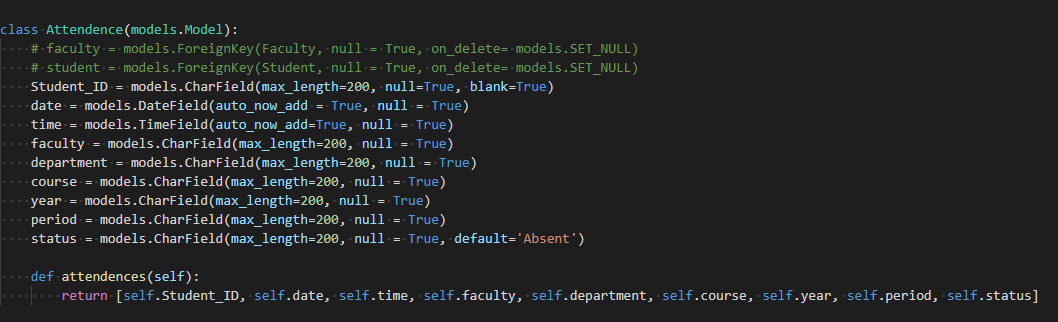 class Attendence(models.Model):
    # faculty = models.ForeignKey(Faculty, null = True, on_delete= models.SET_NULL)
    # student = models.ForeignKey(Student, null = True, on_delete= models.SET_NULL)
    Student_ID = models.CharField(max_length=200, null=True, blank=True)
    date = models.DateField(auto_now_add = True, null = True)
    time = models.TimeField(auto_now_add=True, null = True)
    faculty = models.CharField(max_length=200, null = True)
    department = models.CharField(max_length=200, null = True)
    course = models.CharField(max_length=200, null = True)
    year = models.CharField(max_length=200, null = True)
    period = models.CharField(max_length=200, null = True)
    status = models.CharField(max_length=200, null = True, default='Absent')

    def attendences(self):
        return [self.Student_ID, self.date, self.time, self.faculty, self.department, self.course, self.year, self.period, self.status]